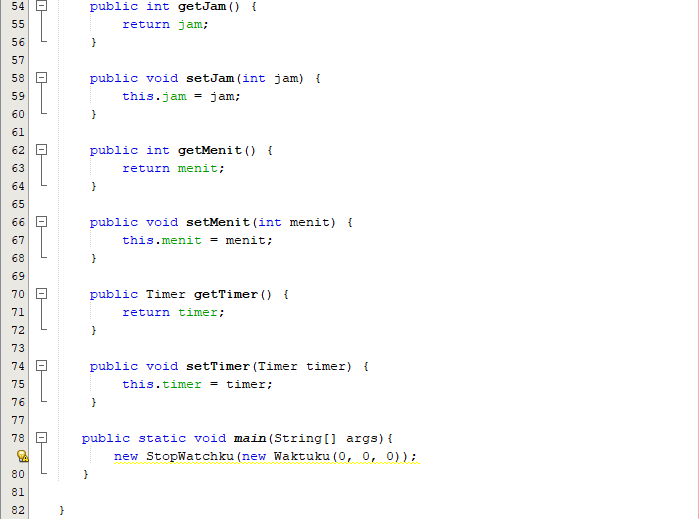 54 public int getJam() {
55 return jam;
56 }
57
58 public void setJam(int jam) {
59 this.jam = jam;
60 }
61
62 public int getMenit() {
63 return menit;
64 }
65
66 public void setMenit(int menit) {
67 this.menit = menit;
68 }
69
70 public Timer getTimer() {
71 return timer;
72 }
73
74 public void setTimer(Timer timer) {
75 this.timer = timer;
76 }
77
78 public static void main(String[] args){
new StopWatchku(new Waktuku(0, 0, 0));
80 }
81
82 }